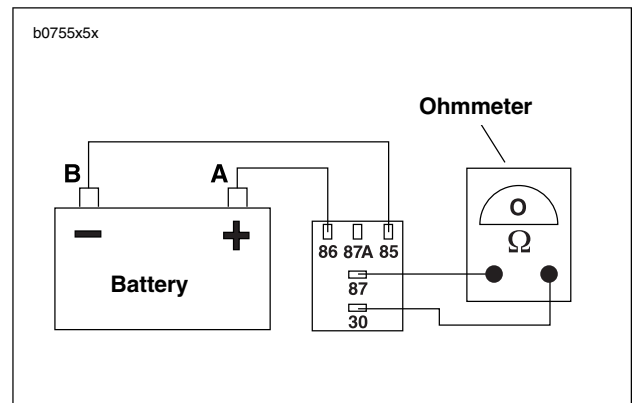 b0755x5x
Ohmmeter
B A
O
Ω
− +
86 87A 85
Battery
87
30